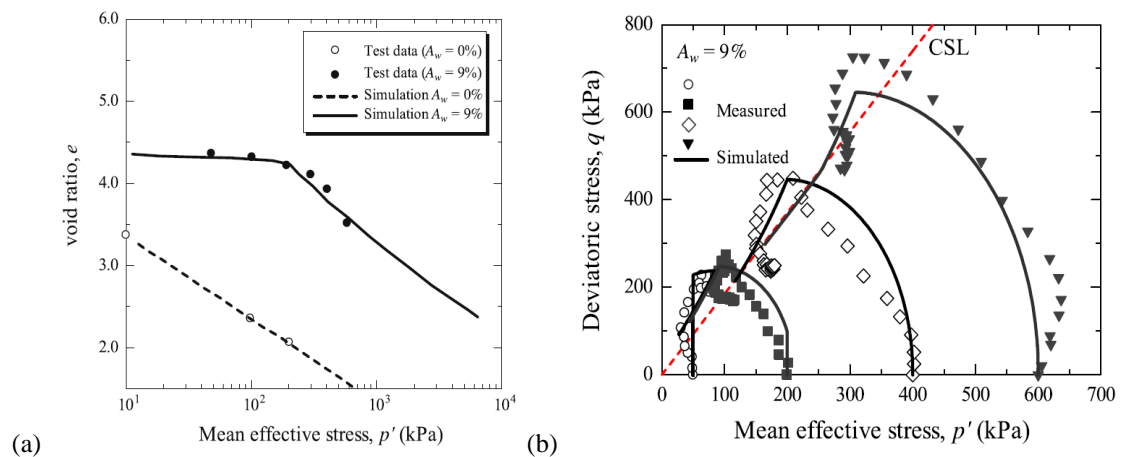 6.0
5.0
4.0
3.0
2.0
void ratio, e
Test data (A_w = 0%)
Test data (A_w = 9%)
Simulation A_w = 0%
Simulation A_w = 9%
10^1
10^2
10^3
10^4
Mean effective stress, p' (kPa)
(a)
800
600
400
200
0
Deviatoric stress, q (kPa)
A_w = 9%
Measured
Simulated
CSL
0 100 200 300 400 500 600 700
Mean effective stress, p' (kPa)
(b)